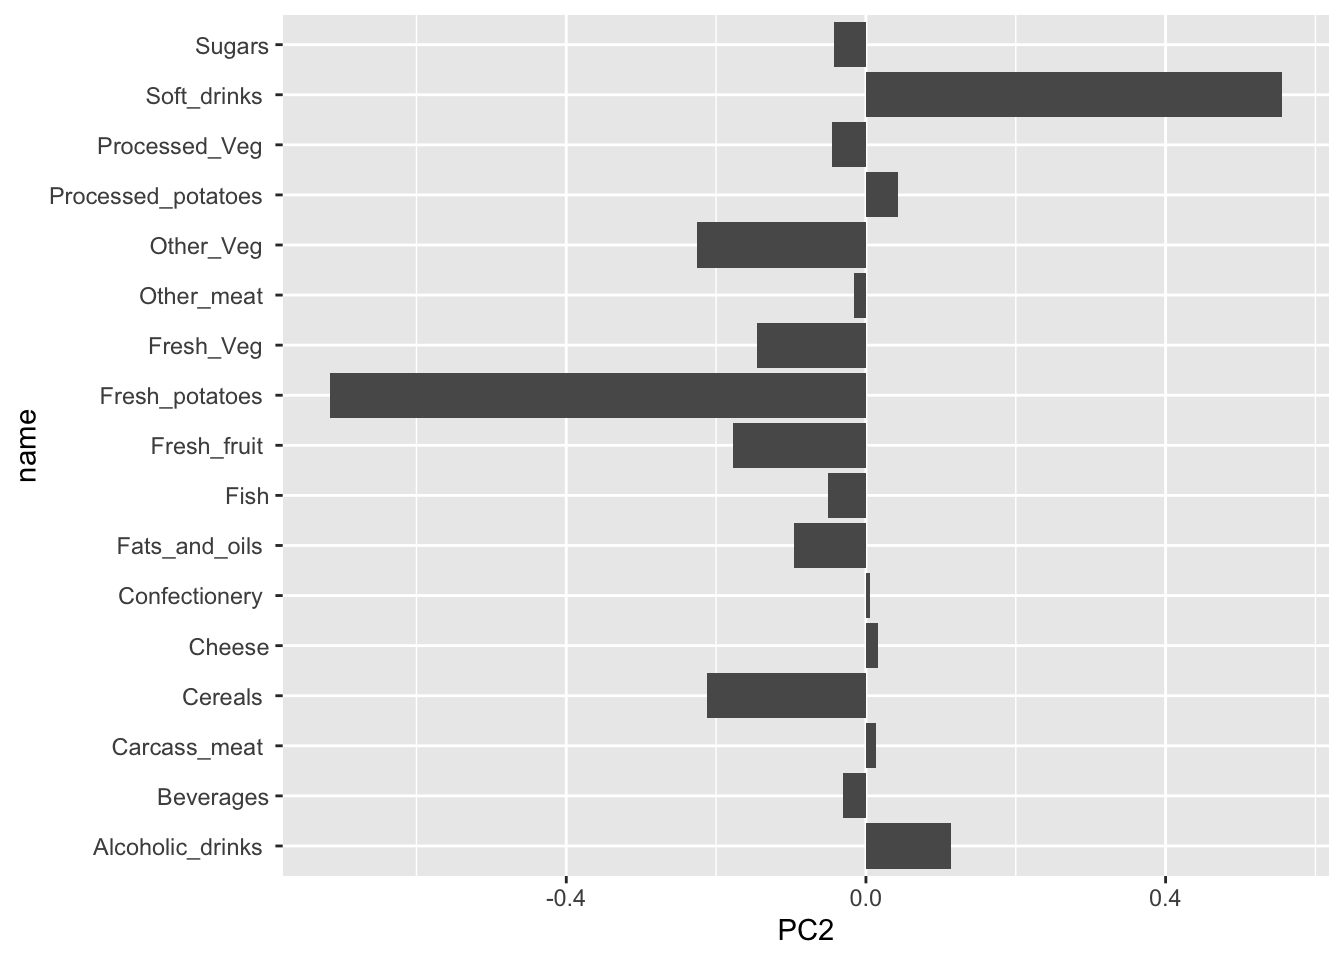 Sugars
Soft_drinks
Processed_Veg
Processed_potatoes
Other_Veg
Other_meat
Fresh_Veg
Fresh_potatoes
Fresh_fruit
Fish
Fats_and_oils
Confectionery
Cheese
Cereals
Carcass_meat
Beverages
Alcoholic_drinks
name
-0.4 0.0 0.4
PC2